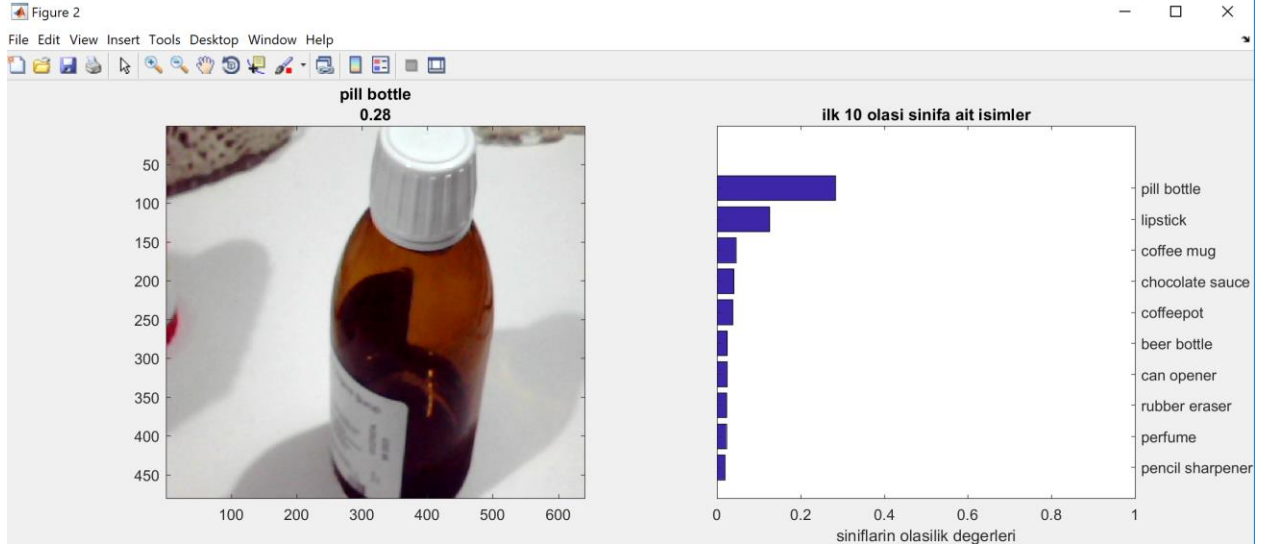 Figure 2
File Edit View Insert Tools Desktop Window Help
pill bottle
0.28
50
100
150
200
250
300
350
400
450
100 200 300 400 500 600
ilk 10 olasi sinifa ait isimler
pill bottle
lipstick
coffee mug
chocolate sauce
coffeepot
beer bottle
can opener
rubber eraser
perfume
pencil sharpener
0 0.2 0.4 0.6 0.8 1
siniflarin olasilik degerleri